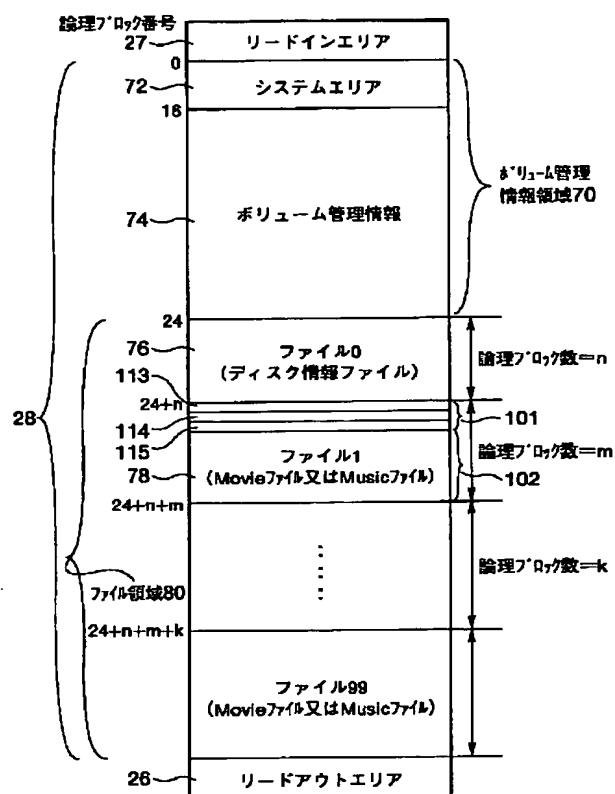 論理ブロック番号
27
リードインエリア
0
72
システムエリア
16
74
ボリューム管理情報
ボリューム管理
情報領域70
24
76
ファイル0
(ディスク情報ファイル)
論理ブロック数=n
113
24+n
114
115
101
28
ファイル1
78
(Movieファイル又はMusicファイル)
論理ブロック数=m
102
24+n+m
ファイル領域80
論理ブロック数=k
24+n+m+k
ファイル99
(Movieファイル又はMusicファイル)
26
リードアウトエリア